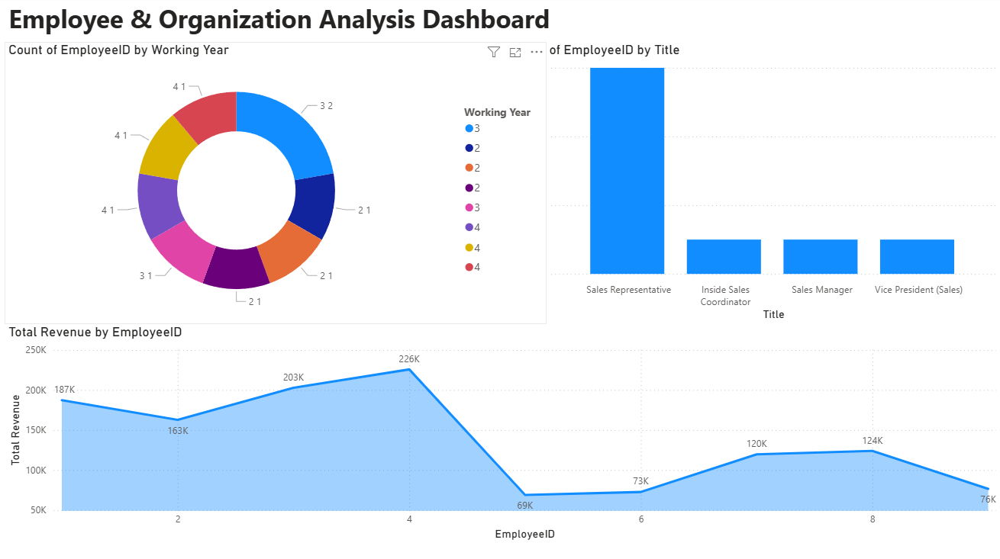 Employee & Organization Analysis Dashboard
Count of EmployeeID by Working Year
4 1
3 2
4 1
4 1
2 1
3 1
2 1
2 1
Working Year
3
2
2
2
3
4
4
4
of EmployeeID by Title
Sales Representative
Inside Sales
Coordinator
Sales Manager
Vice President (Sales)
Title
Total Revenue by EmployeeID
Total Revenue
250K
200K
150K
100K
50K
187K
163K
203K
226K
69K
73K
120K
124K
76K
2
4
6
8
EmployeeID